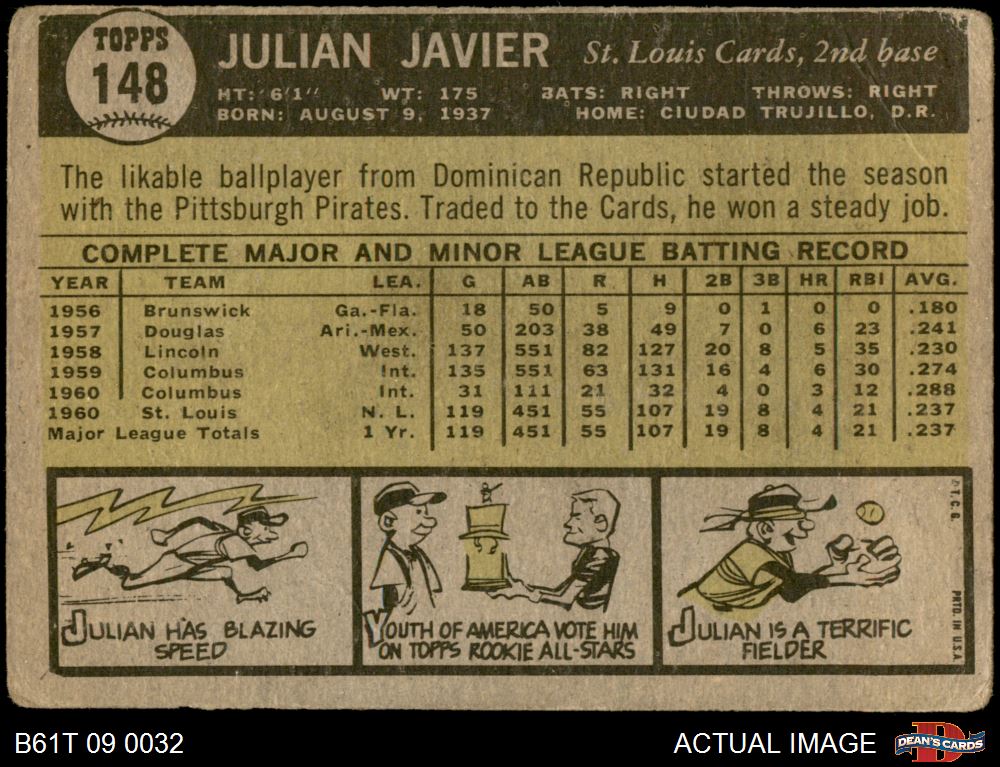 TOPPS
148
JULIAN JAVIER St. Louis Cards, 2nd base
HT: 6'1" WT: 175 BATS: RIGHT THROWS: RIGHT
BORN: AUGUST 9, 1937 HOME: CIUDAD TRUJILLO, D.R.
The likable ballplayer from Dominican Republic started the season
with the Pittsburgh Pirates. Traded to the Cards, he won a steady job.
COMPLETE MAJOR AND MINOR LEAGUE BATTING RECORD
YEAR TEAM LEA. G AB R H 2B 3B HR RBI AVG.
1956 Brunswick Ga.-Fla. 18 50 5 9 0 1 0 0 .180
1957 Douglas Ari.-Mex. 50 203 38 49 7 0 6 23 .241
1958 Lincoln West. 137 551 82 127 20 8 5 35 .230
1959 Columbus Int. 135 551 63 131 16 4 6 30 .274
1960 Columbus Int. 31 111 21 32 4 0 3 12 .288
1960 St. Louis N. L. 119 451 55 107 19 8 4 21 .237
Major League Totals 1 Yr. 119 451 55 107 19 8 4 21 .237
JULIAN HAS BLAZING
SPEED
YOUTH OF AMERICA VOTE HIM
ON TOPPS ROOKIE ALL-STARS
JULIAN IS A TERRIFIC
FIELDER
© T.C.G. PRTD. IN U.S.A.
B61T 09 0032 ACTUAL IMAGE DEAN'S CARDS